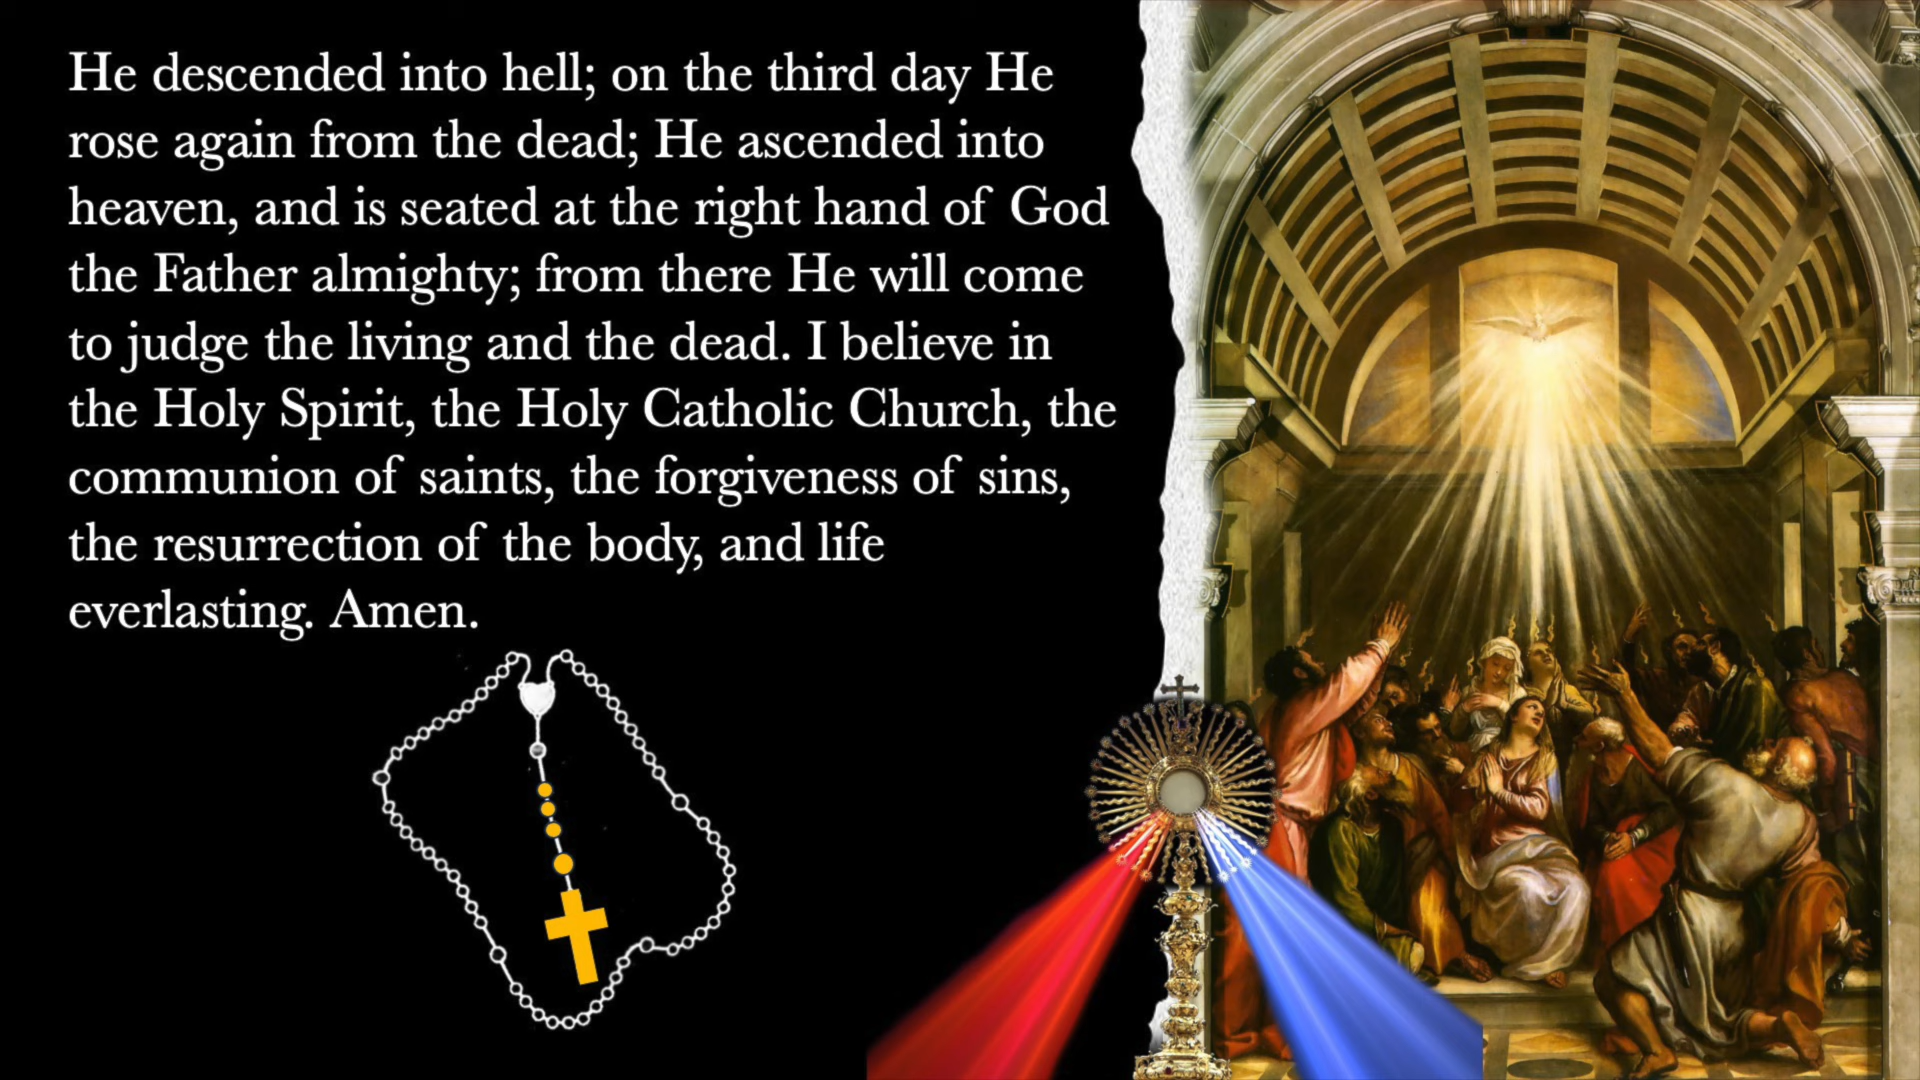 He descended into hell; on the third day He
rose again from the dead; He ascended into
heaven, and is seated at the right hand of God
the Father almighty; from there He will come
to judge the living and the dead. I believe in
the Holy Spirit, the Holy Catholic Church, the
communion of saints, the forgiveness of sins,
the resurrection of the body, and life
everlasting. Amen.